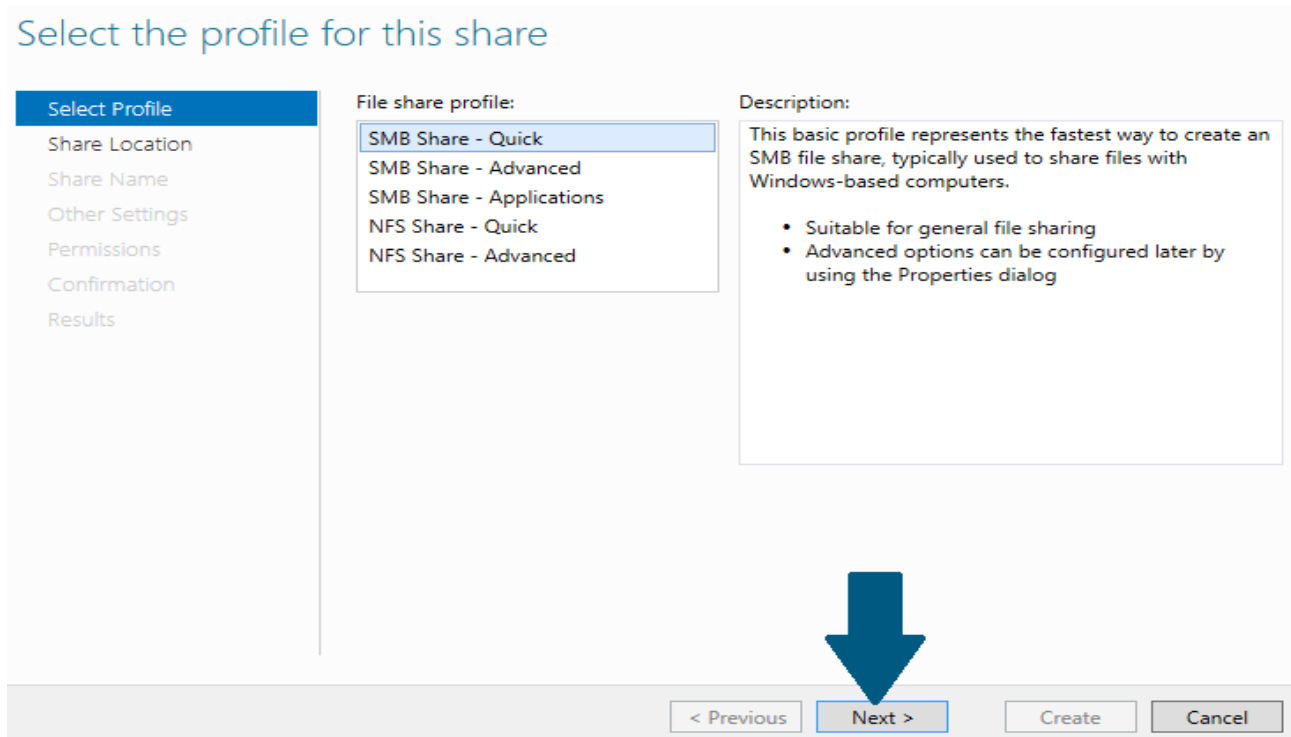 Select the profile for this share
Select Profile
Share Location
Share Name
Other Settings
Permissions
Confirmation
Results
File share profile:
SMB Share - Quick
SMB Share - Advanced
SMB Share - Applications
NFS Share - Quick
NFS Share - Advanced
Description:
This basic profile represents the fastest way to create an
SMB file share, typically used to share files with
Windows-based computers.
• Suitable for general file sharing
• Advanced options can be configured later by
using the Properties dialog
< Previous
Next >
Create
Cancel